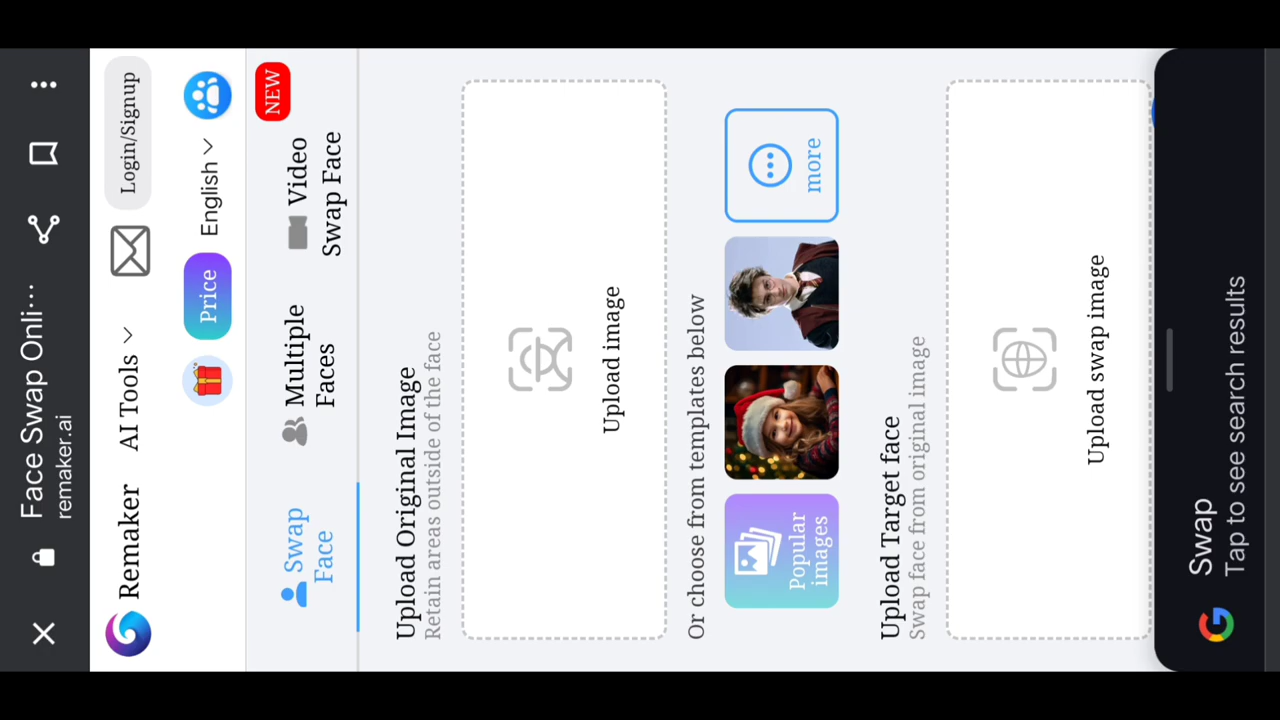 Face Swap Onli...
remaker.ai
Remaker
AI Tools
Login/Signup
Price
English
Swap
Face
Multiple
Faces
Video
Swap Face
NEW
Upload Original Image
Retain areas outside of the face
Upload image
Or choose from templates below
Popular
images
more
Upload Target face
Swap face from original image
Upload swap image
Swap
Tap to see search results